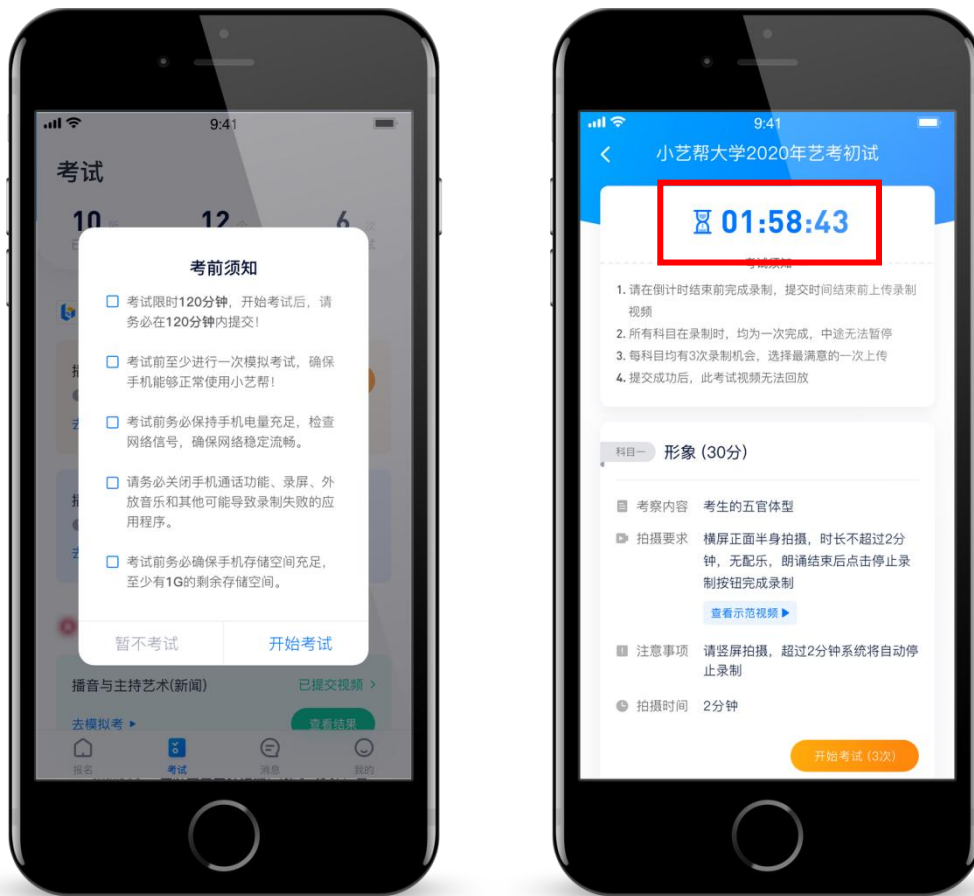 9:41
考试
10
12
6
考前须知
考试限时120分钟，开始考试后，请
务必在120分钟内提交！
考试前至少进行一次模拟考试，确保
手机能够正常使用小艺帮！
考试前务必保持手机电量充足，检查
网络信号，确保网络稳定流畅。
请务必关闭手机通话功能、录屏、外
放音乐和其他可能导致录制失败的应
用程序。
考试前务必确保手机存储空间充足，
至少有1G的剩余存储空间。
暂不考试
开始考试
播音与主持艺术(新闻)
已提交视频
去模拟考
查看结果
报名
考试
消息
我的
9:41
小艺帮大学2020年艺考初试
01:58:43
考试须知
1. 请在倒计时结束前完成录制，提交时间结束前上传录制
视频
2. 所有科目在录制时，均为一次完成，中途无法暂停
3. 每科目均有3次录制机会，选择最满意的一次上传
4. 提交成功后，此考试视频无法回放
科目一
形象 (30分)
考察内容 考生的五官体型
拍摄要求 横屏正面半身拍摄，时长不超过2分
钟，无配乐，朗诵结束后点击停止录
制按钮完成录制
查看示范视频
注意事项 请竖屏拍摄，超过2分钟系统将自动停
止录制
拍摄时间 2分钟
开始考试 (3次)